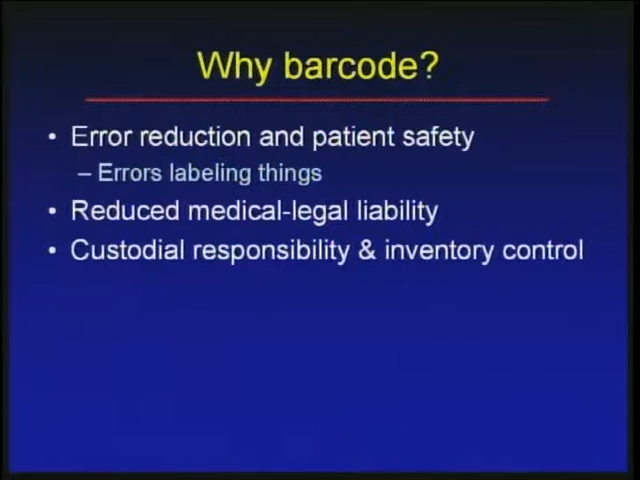 Why barcode?
• Error reduction and patient safety
– Errors labeling things
• Reduced medical-legal liability
• Custodial responsibility & inventory control